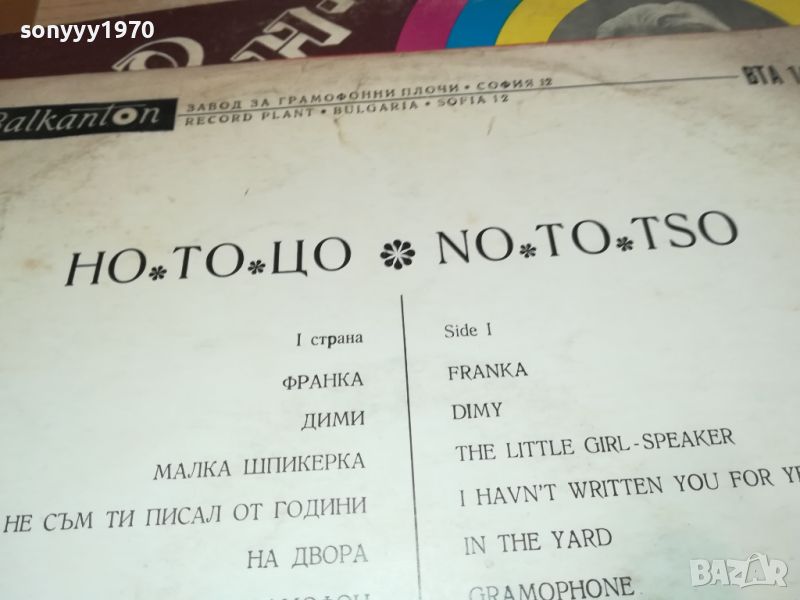 sonyyy1970
Balkanton
ЗАВОД ЗА ГРАМОФОННИ ПЛОЧИ • СОФИЯ 12
RECORD PLANT • BULGARIA • SOFIA 12
ВТА
НО*ТО*ЦО * NO*TO*TSO
I страна
ФРАНКА
ДИМИ
МАЛКА ШПИКЕРКА
НЕ СЪМ ТИ ПИСАЛ ОТ ГОДИНИ
НА ДВОРА
Side I
FRANKA
DIMY
THE LITTLE GIRL-SPEAKER
I HAVN'T WRITTEN YOU FOR
IN THE YARD
GRAMOPHONE
BAZAR